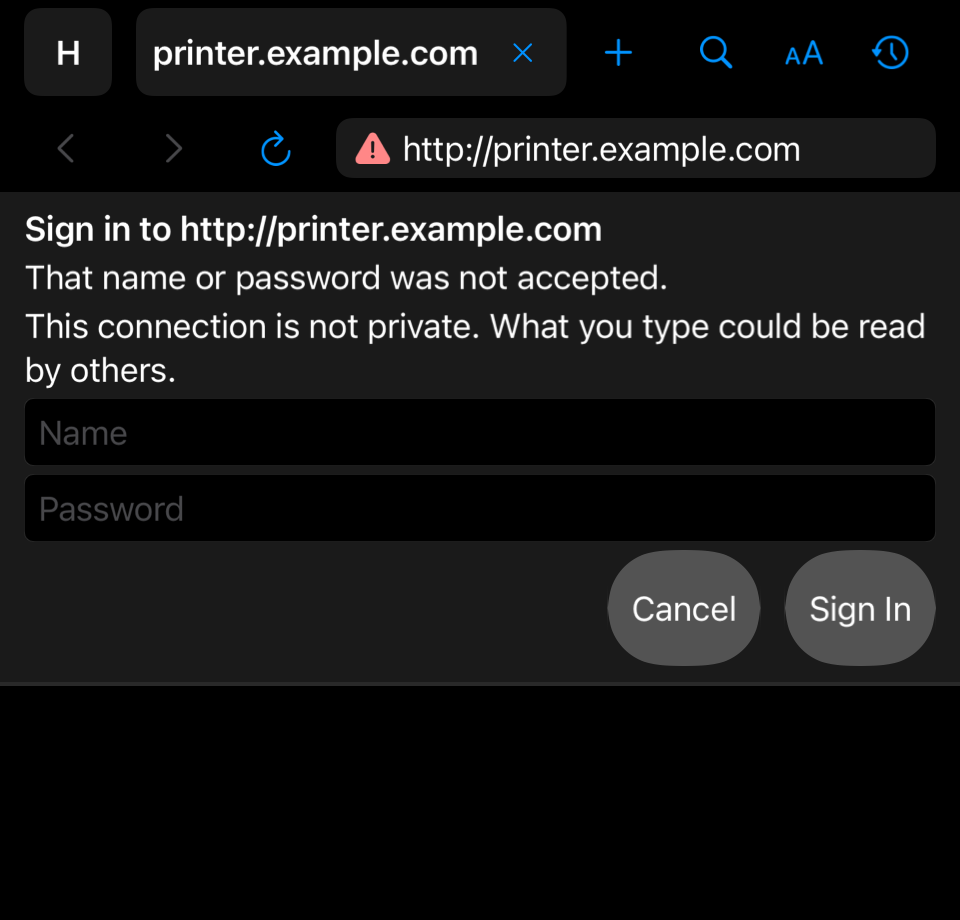 H
printer.example.com
AA
http://printer.example.com
Sign in to http://printer.example.com
That name or password was not accepted.
This connection is not private. What you type could be read
by others.
Name
Password
Cancel
Sign In